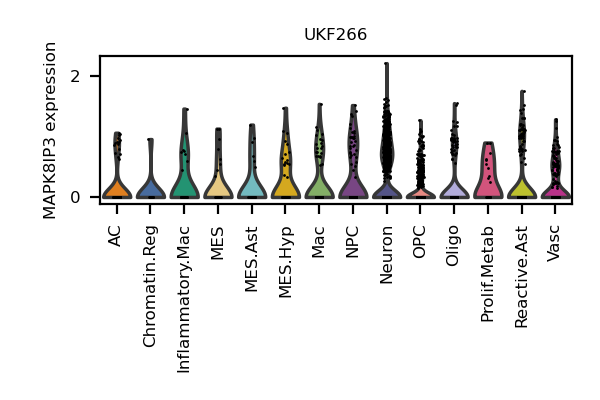 UKF266
MAPK8IP3 expression
2
0
AC
Chromatin.Reg
Inflammatory.Mac
MES
MES.Ast
MES.Hyp
Mac
NPC
Neuron
OPC
Oligo
Prolif.Metab
Reactive.Ast
Vasc